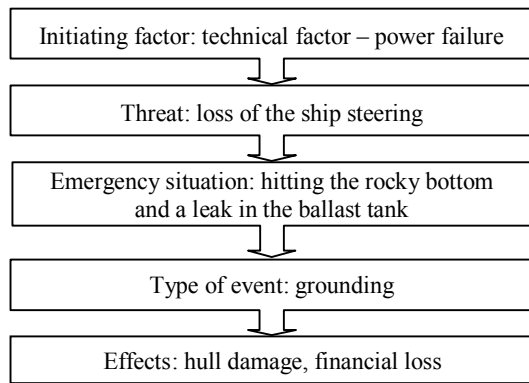 Initiating factor: technical factor – power failure
Threat: loss of the ship steering
Emergency situation: hitting the rocky bottom
and a leak in the ballast tank
Type of event: grounding
Effects: hull damage, financial loss